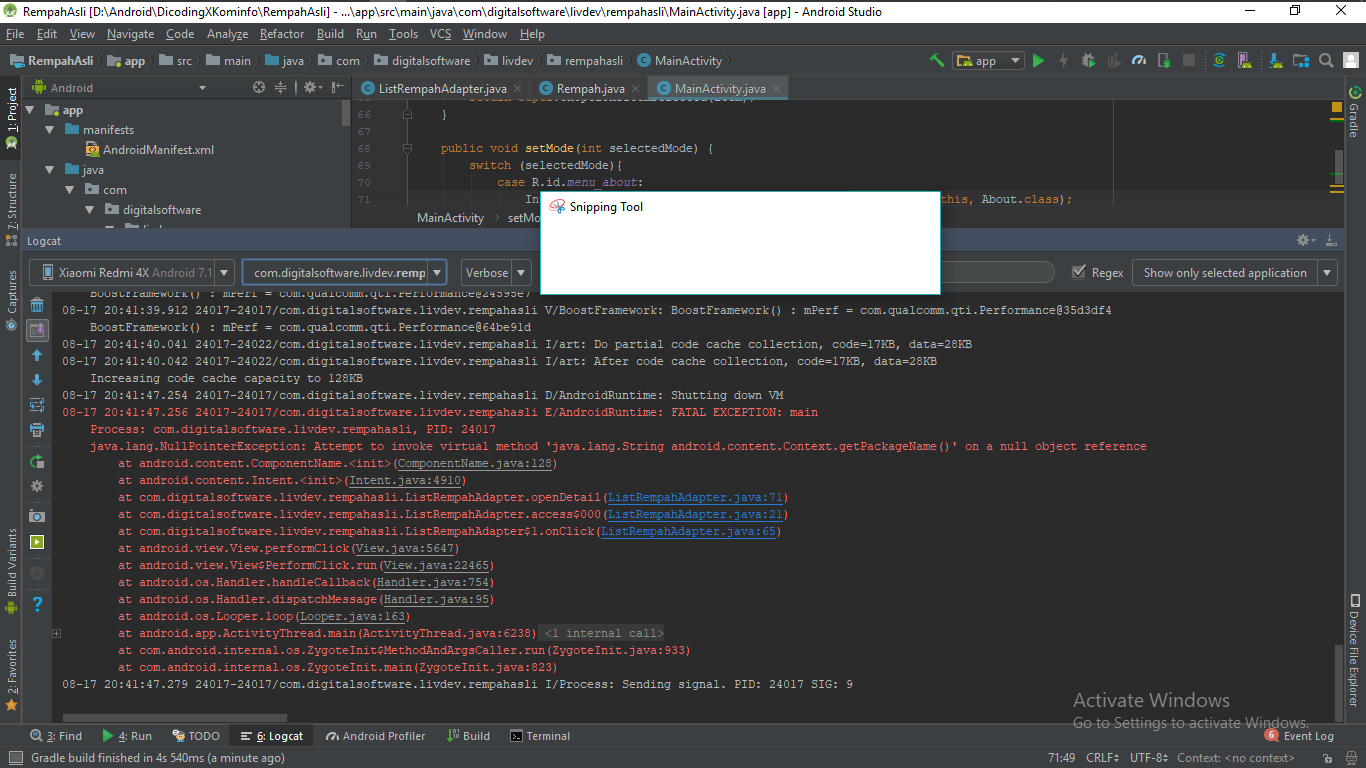 RempahAsli [D:\Android\DicodingXKominfo\RempahAsli] - ...\app\src\main\java\com\digitalsoftware\livdev\rempahasli\MainActivity.java [app] - Android Studio
File Edit View Navigate Code Analyze Refactor Build Run Tools VCS Window Help
RempahAsli app src main java com digitalsoftware livdev rempahasli MainActivity app
Android ListRempahAdapter.java Rempah.java MainActivity.java
1: Project
7: Structure
Captures
Build Variants
2: Favorites
Gradle
Device File Explorer
app
manifests
AndroidManifest.xml
java
com
digitalsoftware
66 }
67
68 public void setMode(int selectedMode) {
69 switch (selectedMode){
70 case R.id.menu_about:
71 In this, About.class);
MainActivity setMo
Snipping Tool
Logcat
Xiaomi Redmi 4X Android 7.1 com.digitalsoftware.livdev.remp Verbose Regex Show only selected application
BoostFramework() : mPerf = com.qualcomm.qti.Performance@24595e7
08-17 20:41:39.912 24017-24017/com.digitalsoftware.livdev.rempahasli V/BoostFramework: BoostFramework() : mPerf = com.qualcomm.qti.Performance@35d3df4
BoostFramework() : mPerf = com.qualcomm.qti.Performance@64be91d
08-17 20:41:40.041 24017-24022/com.digitalsoftware.livdev.rempahasli I/art: Do partial code cache collection, code=17KB, data=28KB
08-17 20:41:40.042 24017-24022/com.digitalsoftware.livdev.rempahasli I/art: After code cache collection, code=17KB, data=28KB
Increasing code cache capacity to 128KB
08-17 20:41:47.254 24017-24017/com.digitalsoftware.livdev.rempahasli D/AndroidRuntime: Shutting down VM
08-17 20:41:47.256 24017-24017/com.digitalsoftware.livdev.rempahasli E/AndroidRuntime: FATAL EXCEPTION: main
Process: com.digitalsoftware.livdev.rempahasli, PID: 24017
java.lang.NullPointerException: Attempt to invoke virtual method 'java.lang.String android.content.Context.getPackageName()' on a null object reference
at android.content.ComponentName.<init>(ComponentName.java:128)
at android.content.Intent.<init>(Intent.java:4910)
at com.digitalsoftware.livdev.rempahasli.ListRempahAdapter.openDetail(ListRempahAdapter.java:71)
at com.digitalsoftware.livdev.rempahasli.ListRempahAdapter.access$000(ListRempahAdapter.java:21)
at com.digitalsoftware.livdev.rempahasli.ListRempahAdapter$1.onClick(ListRempahAdapter.java:65)
at android.view.View.performClick(View.java:5647)
at android.view.View$PerformClick.run(View.java:22465)
at android.os.Handler.handleCallback(Handler.java:754)
at android.os.Handler.dispatchMessage(Handler.java:95)
at android.os.Looper.loop(Looper.java:163)
at android.app.ActivityThread.main(ActivityThread.java:6238) <1 internal call>
at com.android.internal.os.ZygoteInit$MethodAndArgsCaller.run(ZygoteInit.java:933)
at com.android.internal.os.ZygoteInit.main(ZygoteInit.java:823)
08-17 20:41:47.279 24017-24017/com.digitalsoftware.livdev.rempahasli I/Process: Sending signal. PID: 24017 SIG: 9
Activate Windows
Go to Settings to activate Windows.
3: Find 4: Run TODO 6: Logcat Android Profiler Build Terminal 6 Event Log
Gradle build finished in 4s 540ms (a minute ago) 71:49 CRLF UTF-8 Context: <no context>